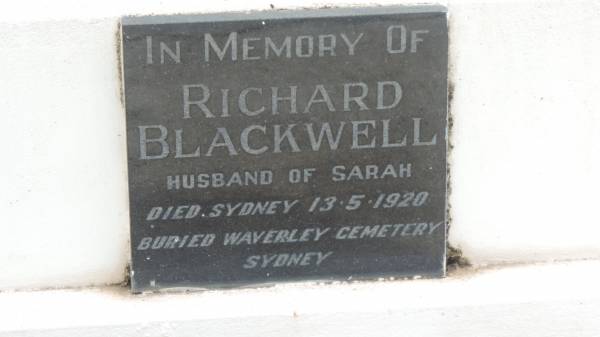 In Memory Of
Richard
Blackwell
HUSBAND OF SARAH
DIED. SYDNEY 13·5·1920
BURIED WAVERLEY CEMETERY
SYDNEY